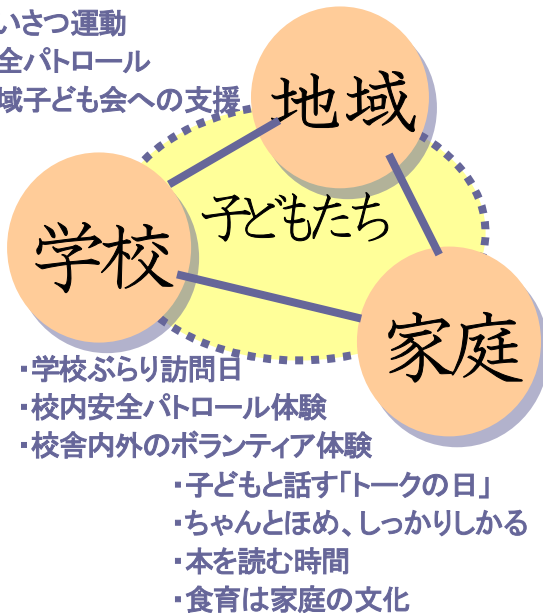 いさつ運動
全パトロール
域子ども会への支援
地域
子どもたち
学校
家庭
・学校ぶらり訪問日
・校内安全パトロール体験
・校舎内外のボランティア体験
・子どもと話す「トークの日」
・ちゃんとほめ、しっかりしかる
・本を読む時間
・食育は家庭の文化